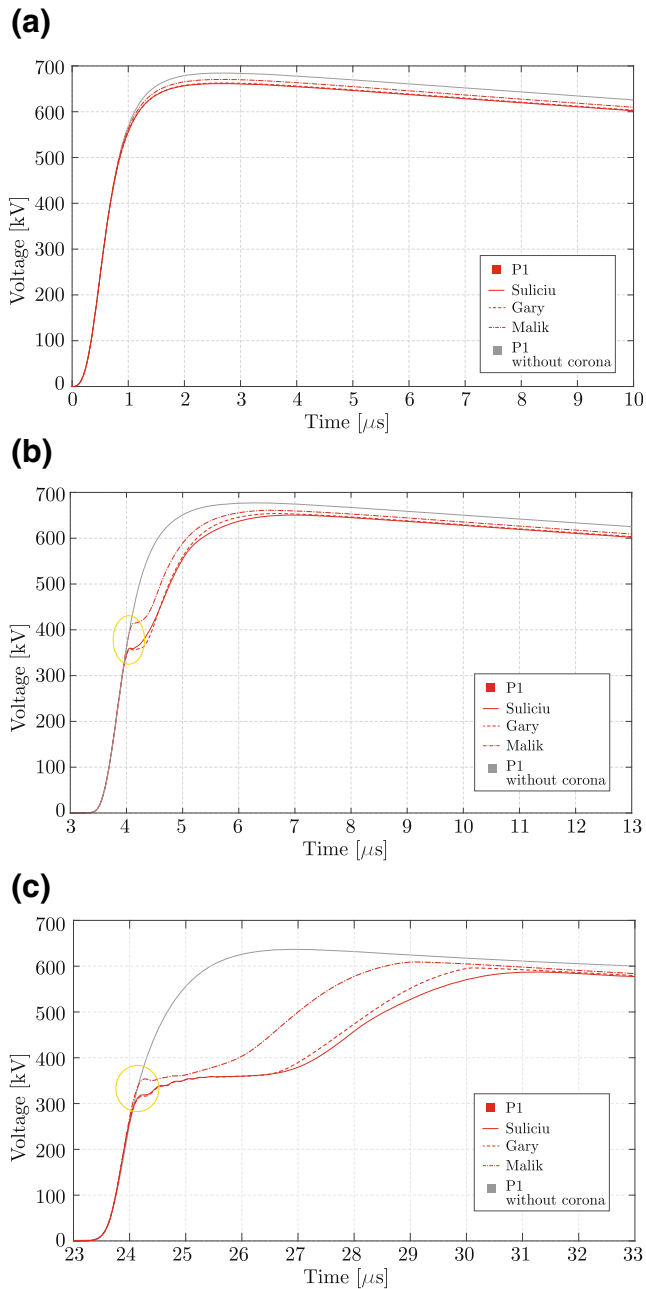 (a)
700
600
500
400
300
200
100
0
Voltage [kV]
P1
Suliciu
Gary
Malik
P1
without corona
0 1 2 3 4 5 6 7 8 9 10
Time [μs]
(b)
700
600
500
400
300
200
100
0
Voltage [kV]
P1
Suliciu
Gary
Malik
P1
without corona
3 4 5 6 7 8 9 10 11 12 13
Time [μs]
(c)
700
600
500
400
300
200
100
0
Voltage [kV]
P1
Suliciu
Gary
Malik
P1
without corona
23 24 25 26 27 28 29 30 31 32 33
Time [μs]